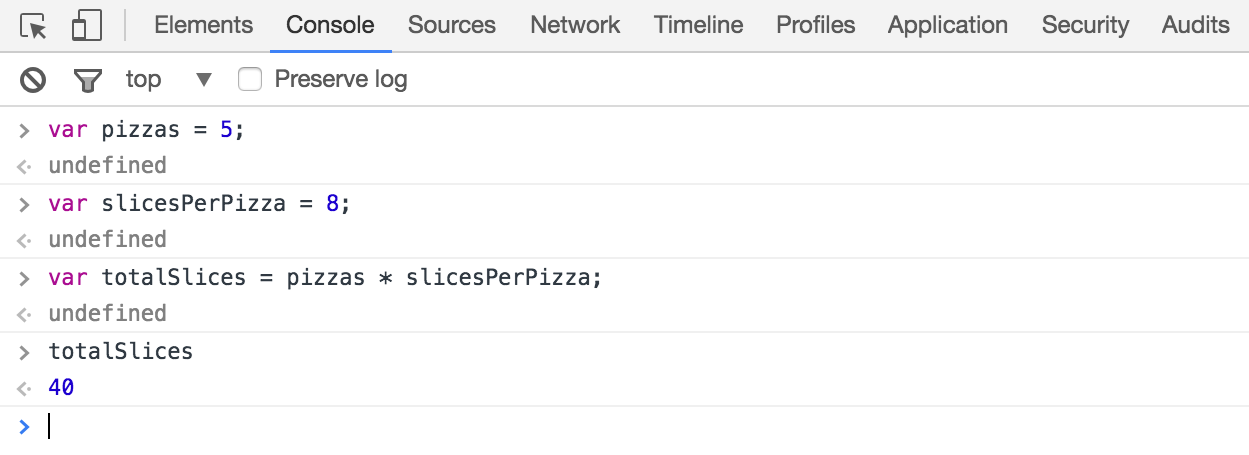 Elements Console Sources Network Timeline Profiles Application Security Audits
top ▼ Preserve log
> var pizzas = 5;
<· undefined
> var slicesPerPizza = 8;
<· undefined
> var totalSlices = pizzas * slicesPerPizza;
<· undefined
> totalSlices
<· 40
>